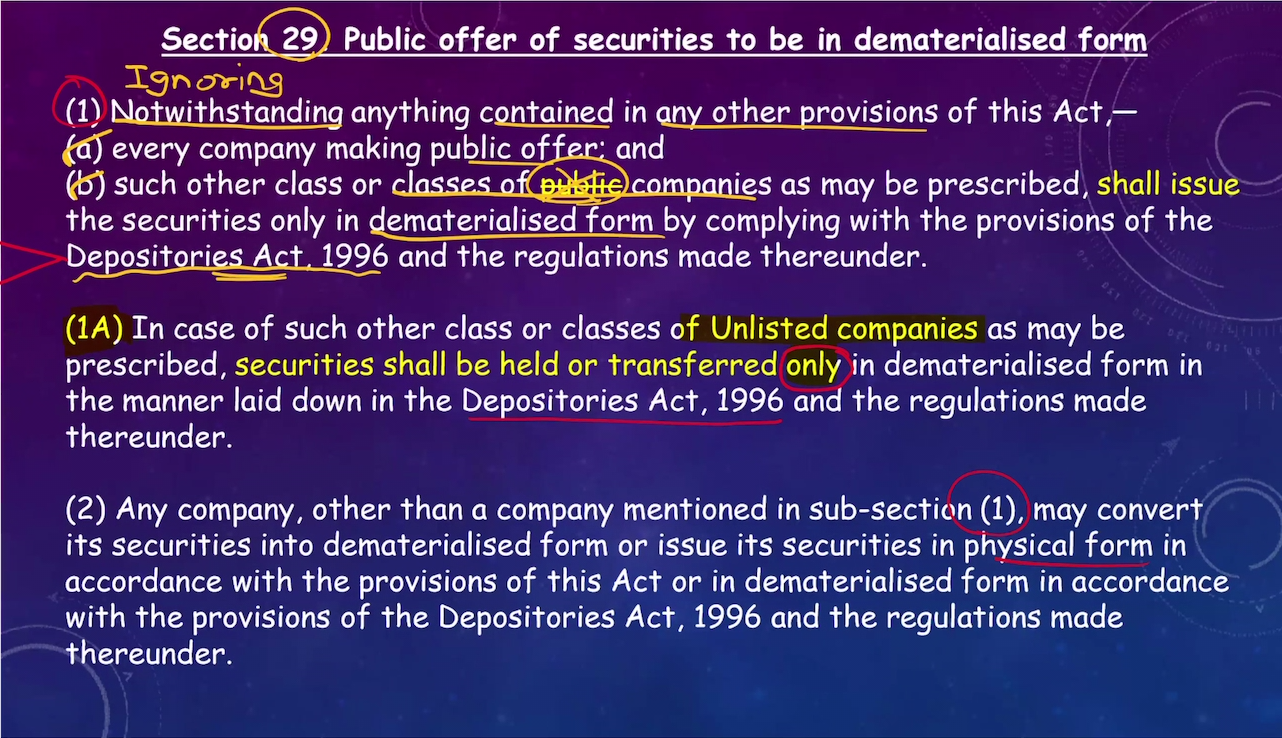 Section 29. Public offer of securities to be in dematerialised form
Ignoring
(1) Notwithstanding anything contained in any other provisions of this Act,—
(a) every company making public offer; and
(b) such other class or classes of public companies as may be prescribed, shall issue
the securities only in dematerialised form by complying with the provisions of the
Depositories Act, 1996 and the regulations made thereunder.
(1A) In case of such other class or classes of Unlisted companies as may be
prescribed, securities shall be held or transferred only in dematerialised form in
the manner laid down in the Depositories Act, 1996 and the regulations made
thereunder.
(2) Any company, other than a company mentioned in sub-section (1), may convert
its securities into dematerialised form or issue its securities in physical form in
accordance with the provisions of this Act or in dematerialised form in accordance
with the provisions of the Depositories Act, 1996 and the regulations made
thereunder.